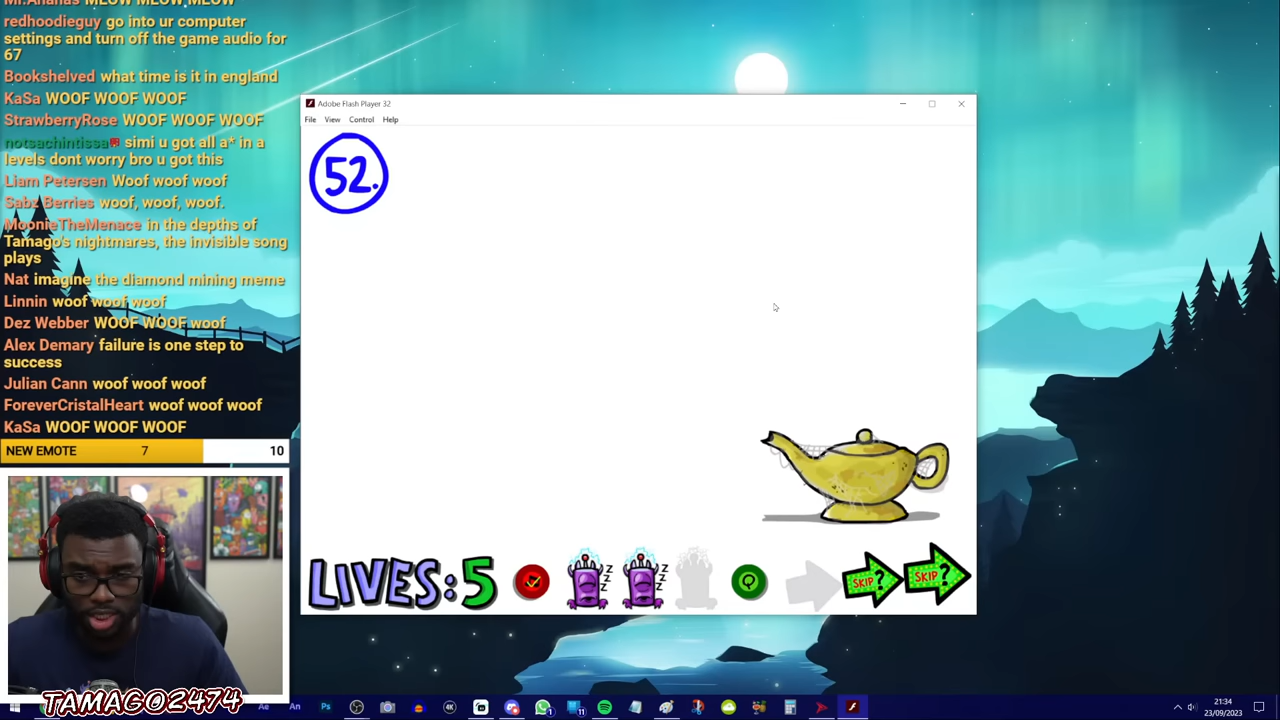 Mr.Ananas MEOW MEOW MEOW
redhoodieguy go into ur computer
settings and turn off the game audio for
67
Bookshelved what time is it in england
KaSa WOOF WOOF WOOF
StrawberryRose WOOF WOOF WOOF
notsachintissa simi u got all a* in a
levels dont worry bro u got this
Liam Petersen Woof woof woof
Sabz Berries woof, woof, woof.
MoonieTheMenace in the depths of
Tamago's nightmares, the invisible song
plays
Nat imagine the diamond mining meme
Linnin woof woof woof
Dez Webber WOOF WOOF woof
Alex Demary failure is one step to
success
Julian Cann woof woof woof
ForeverCristalHeart woof woof woof
KaSa WOOF WOOF WOOF
NEW EMOTE 7 10
TAMAGO2474
Adobe Flash Player 32
File View Control Help
52.
LIVES:5
z z z
z z z
SKIP?
SKIP?
Ae An Ps
4K
1
11
21:34
23/09/2023